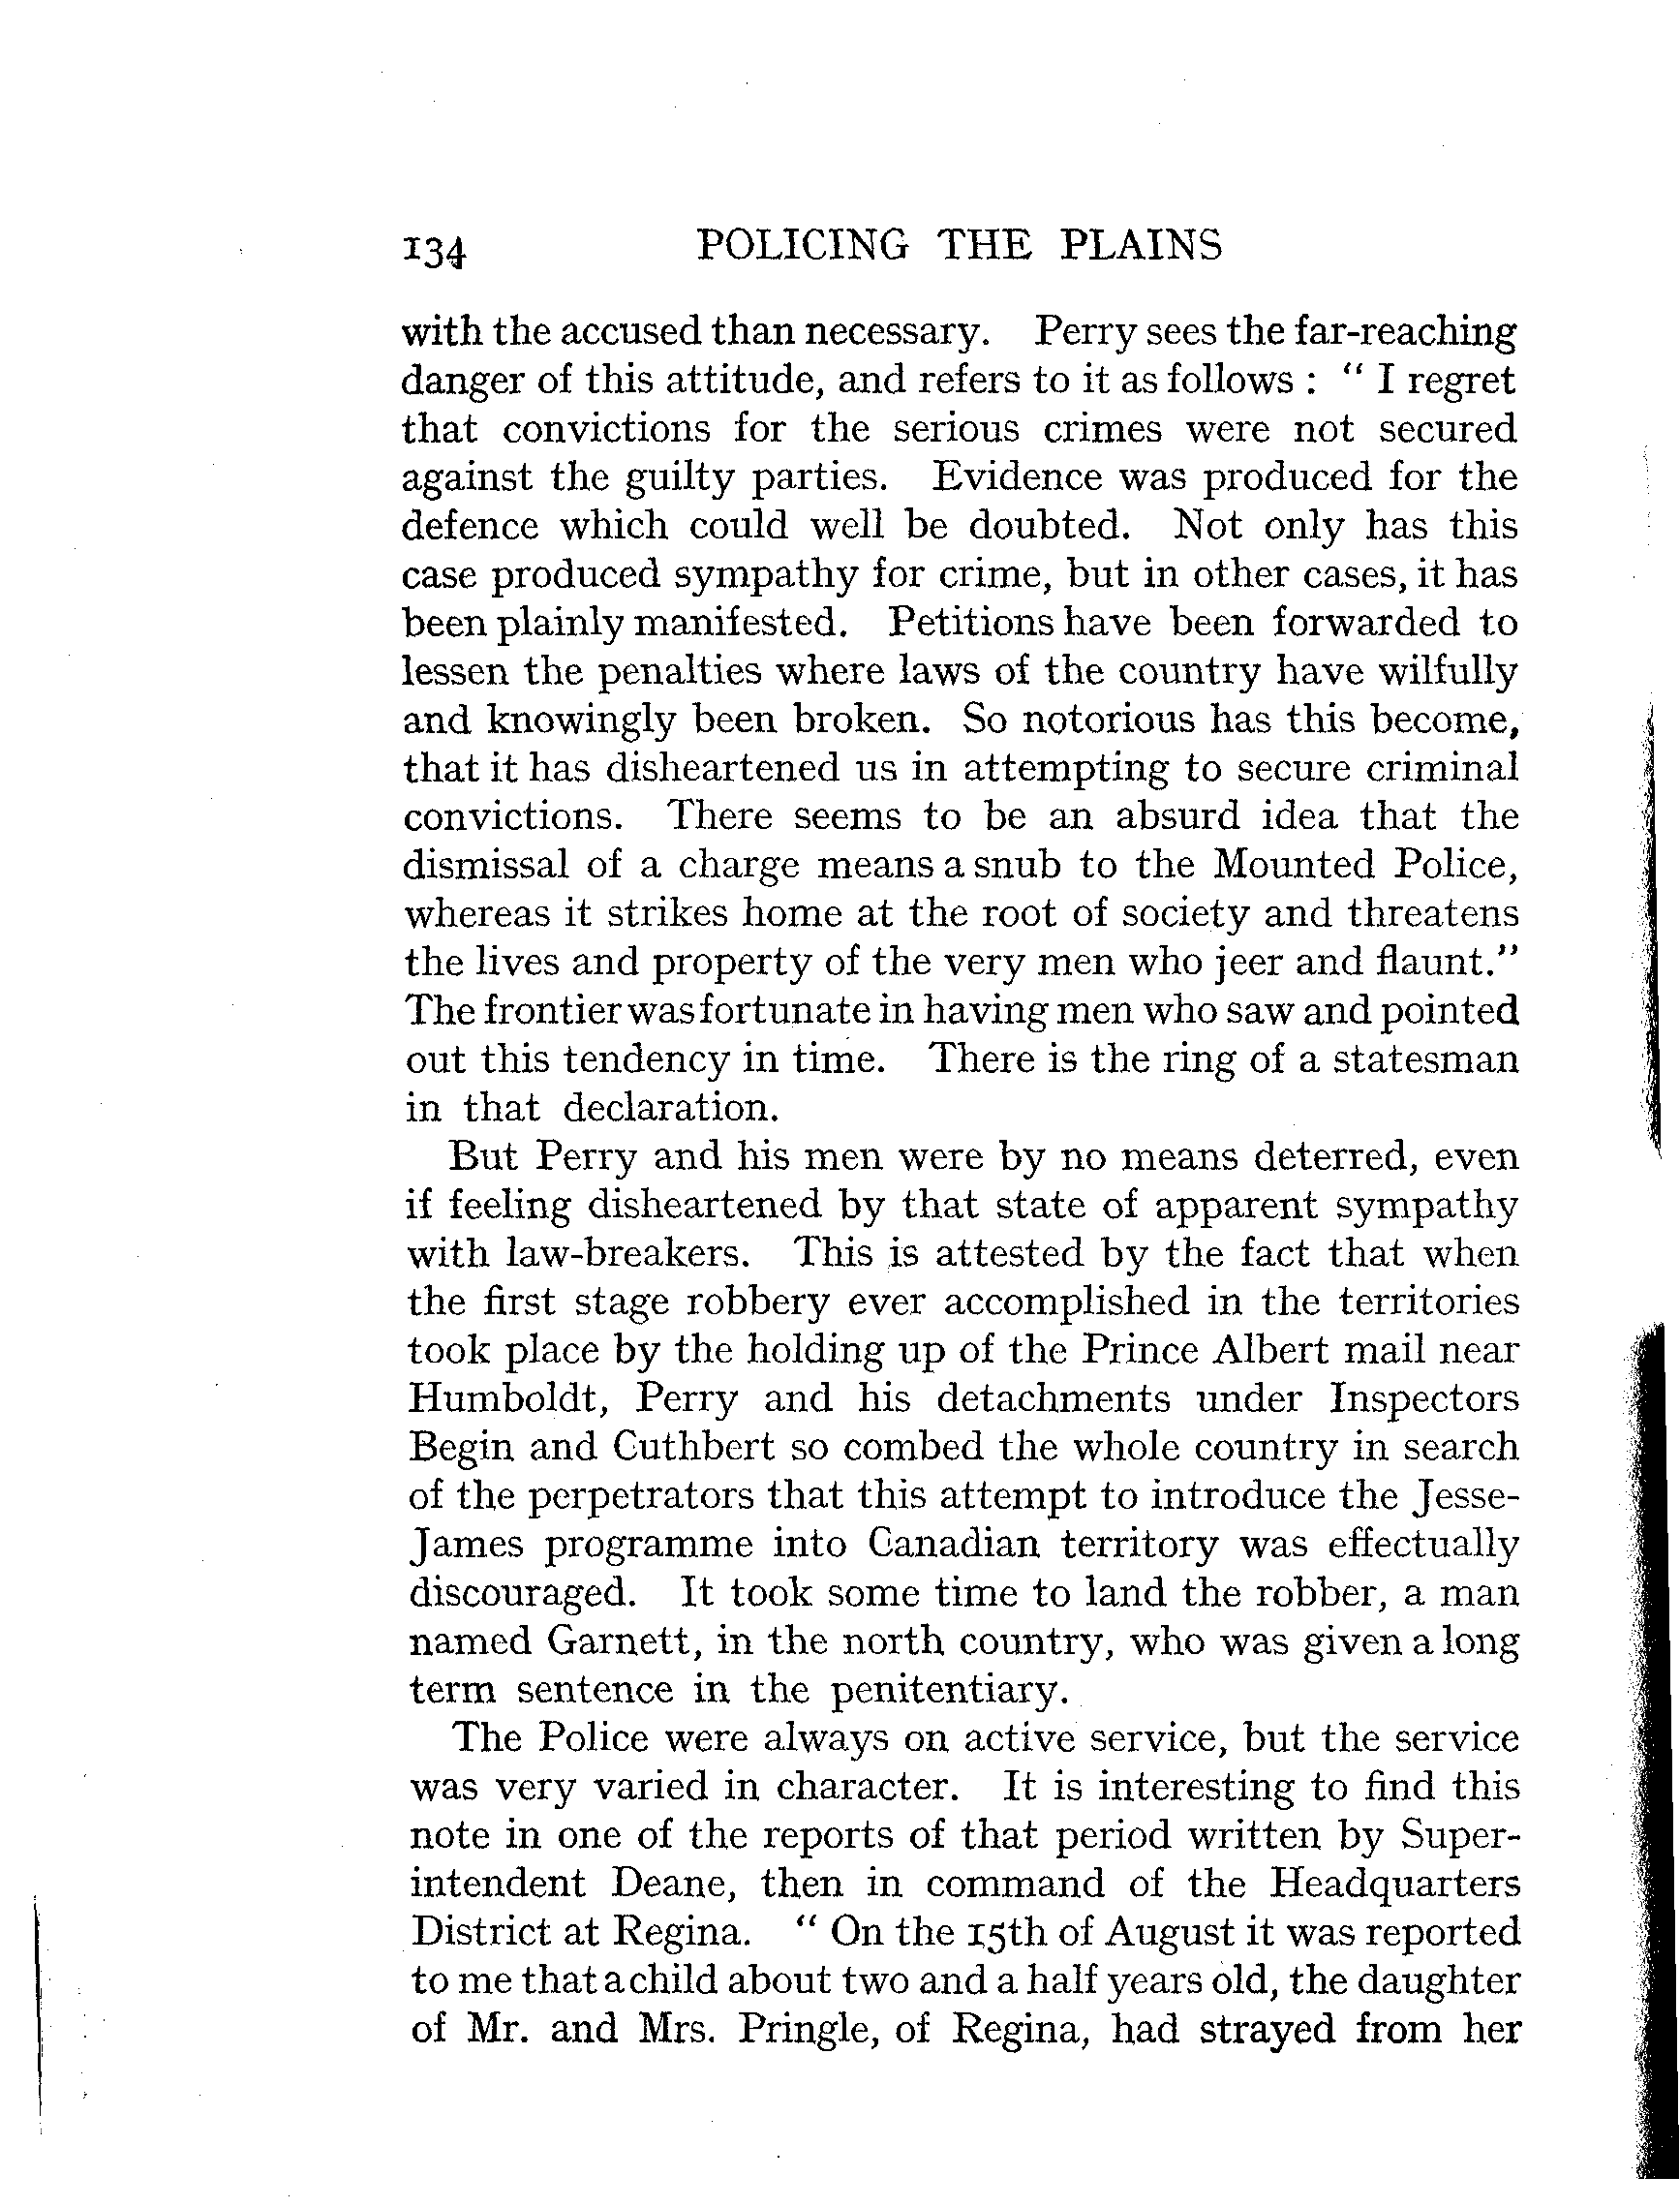 134 POLICING THE PLAINS
with the accused than necessary. Perry sees the far-reaching
danger of this attitude, and refers to it as follows : " I regret
that convictions for the serious crimes were not secured
against the guilty parties. Evidence was produced for the
defence which could well be doubted. Not only has this
case produced sympathy for crime, but in other cases, it has
been plainly manifested. Petitions have been forwarded to
lessen the penalties where laws of the country have wilfully
and knowingly been broken. So notorious has this become,
that it has disheartened us in attempting to secure criminal
convictions. There seems to be an absurd idea that the
dismissal of a charge means a snub to the Mounted Police,
whereas it strikes home at the root of society and threatens
the lives and property of the very men who jeer and flaunt."
The frontier was fortunate in having men who saw and pointed
out this tendency in time. There is the ring of a statesman
in that declaration.
But Perry and his men were by no means deterred, even
if feeling disheartened by that state of apparent sympathy
with law-breakers. This is attested by the fact that when
the first stage robbery ever accomplished in the territories
took place by the holding up of the Prince Albert mail near
Humboldt, Perry and his detachments under Inspectors
Begin and Cuthbert so combed the whole country in search
of the perpetrators that this attempt to introduce the Jesse-
James programme into Canadian territory was effectually
discouraged. It took some time to land the robber, a man
named Garnett, in the north country, who was given a long
term sentence in the penitentiary.
The Police were always on active service, but the service
was very varied in character. It is interesting to find this
note in one of the reports of that period written by Super-
intendent Deane, then in command of the Headquarters
District at Regina. " On the 15th of August it was reported
to me that a child about two and a half years old, the daughter
of Mr. and Mrs. Pringle, of Regina, had strayed from her